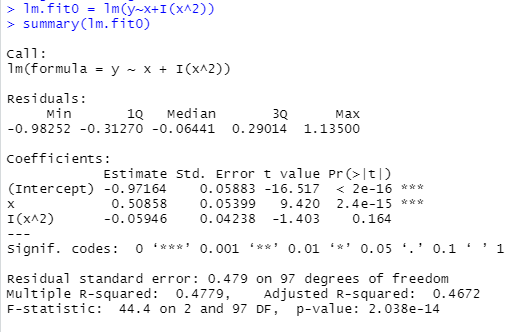 > lm.fit0 = lm(y~x+I(x^2))
> summary(lm.fit0)

Call:
lm(formula = y ~ x + I(x^2))

Residuals:
     Min       1Q   Median       3Q      Max
-0.98252 -0.31270 -0.06441  0.29014  1.13500

Coefficients:
            Estimate Std. Error t value Pr(>|t|)
(Intercept) -0.97164    0.05883 -16.517  < 2e-16 ***
x            0.50858    0.05399   9.420  2.4e-15 ***
I(x^2)      -0.05946    0.04238  -1.403    0.164
---
Signif. codes:  0 ‘***’ 0.001 ‘**’ 0.01 ‘*’ 0.05 ‘.’ 0.1 ‘ ’ 1

Residual standard error: 0.479 on 97 degrees of freedom
Multiple R-squared:  0.4779,    Adjusted R-squared:  0.4672
F-statistic:  44.4 on 2 and 97 DF,  p-value: 2.038e-14